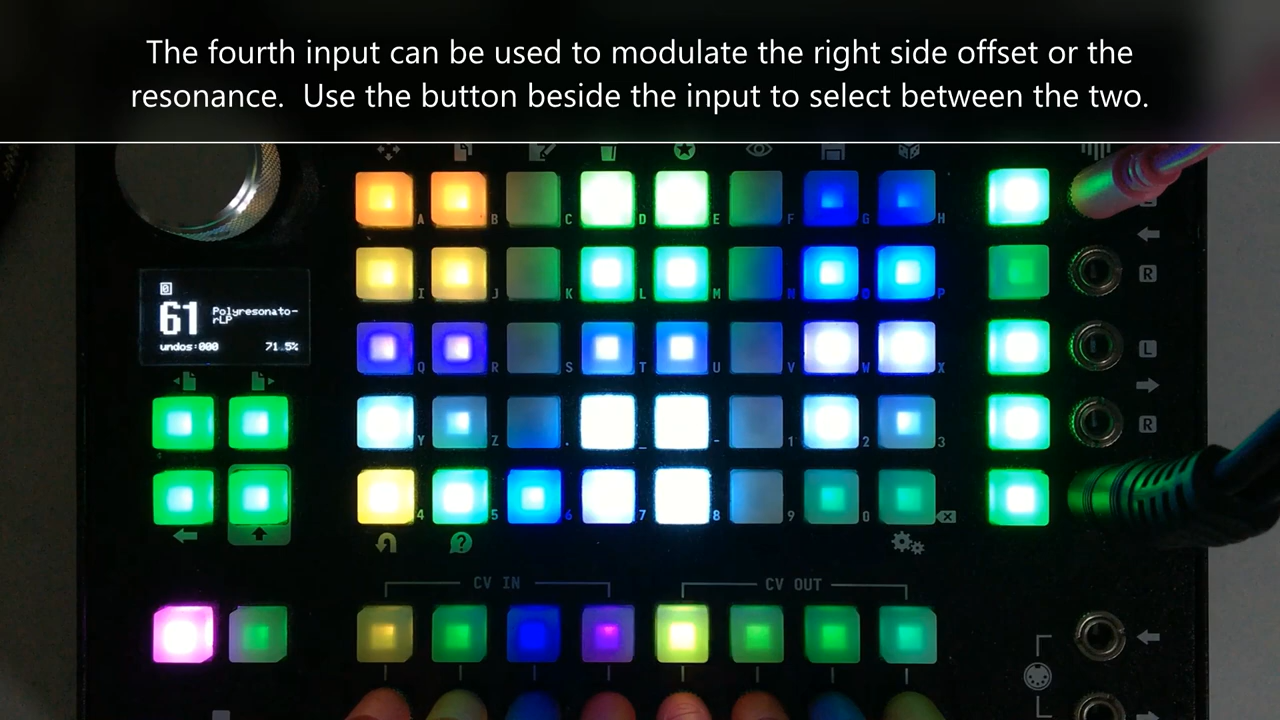 The fourth input can be used to modulate the right side offset or the
resonance.  Use the button beside the input to select between the two.
A B C D E F G H
R
I J K L M N O P
61 Polyresonato-
rLP
undos:000 71.5%
L
Q R S T U V W X
R
Y Z . _ - 1 2 3
4 5 6 7 8 9 0
CV IN CV OUT